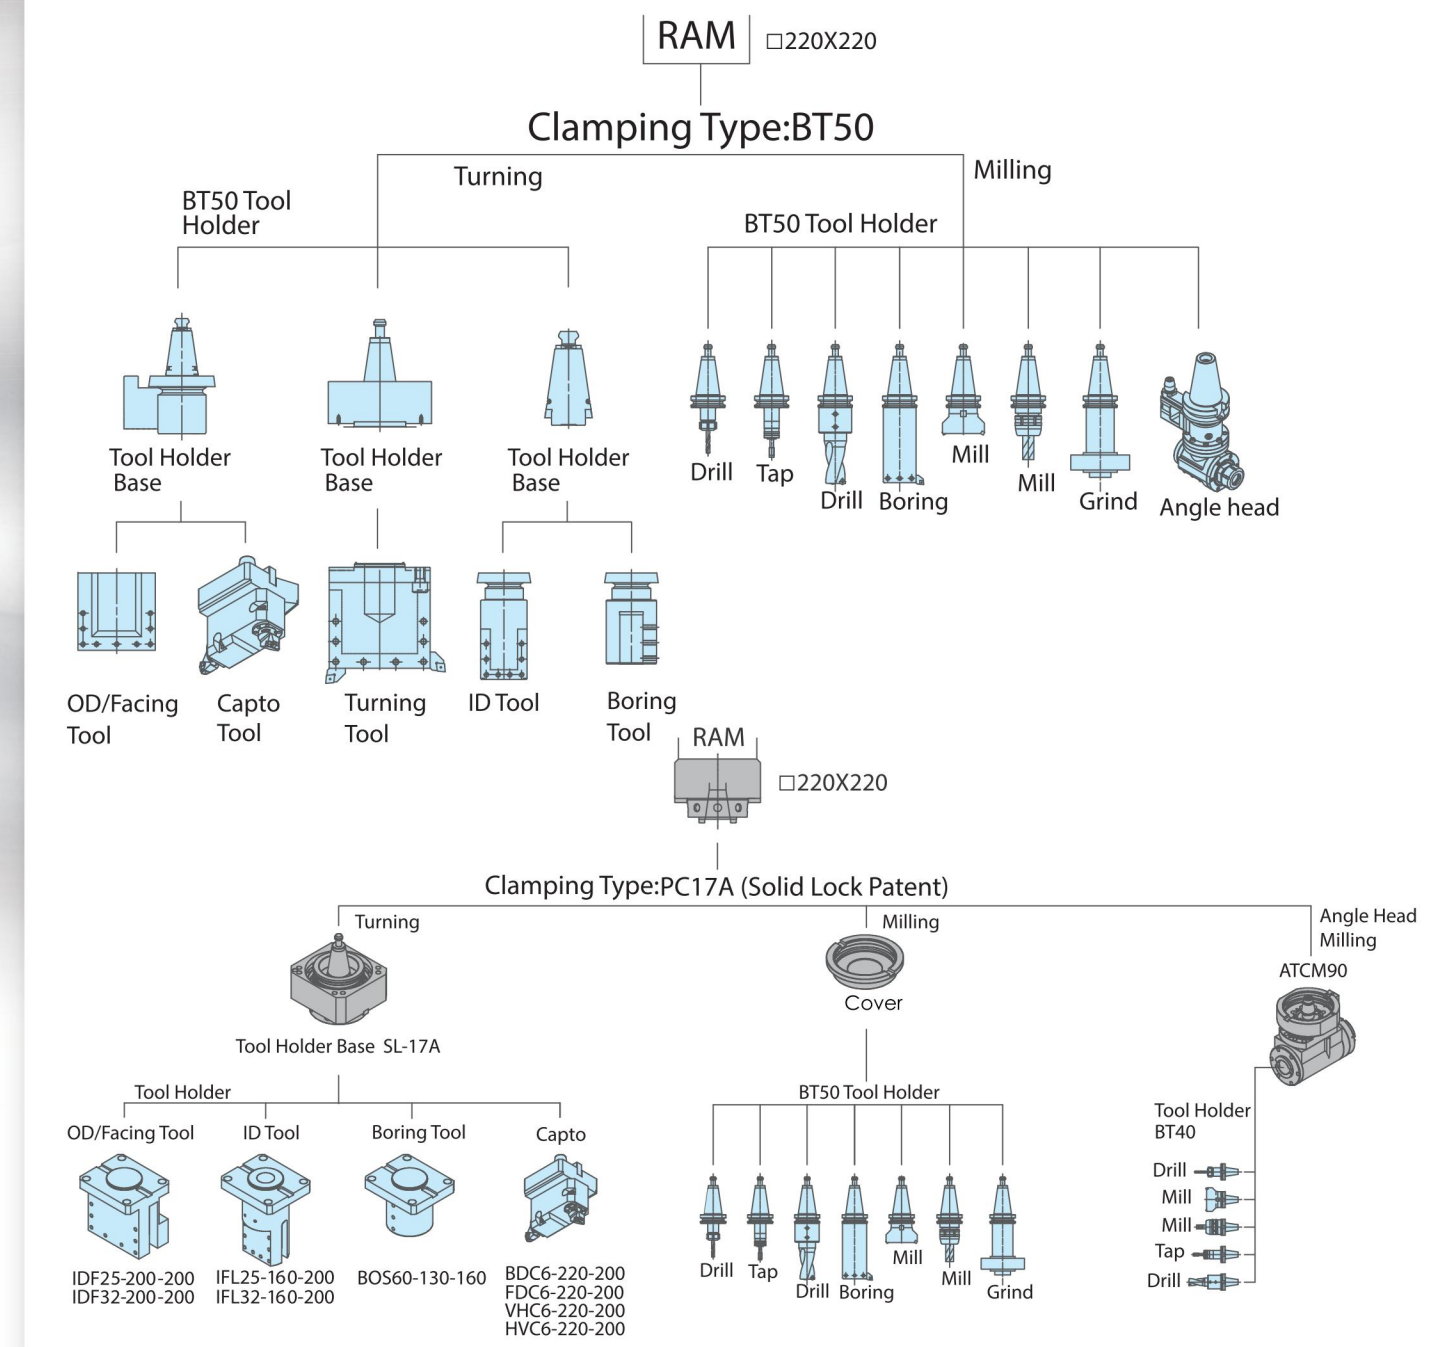 RAM □220X220
Clamping Type:BT50
Turning
Milling
BT50 Tool
Holder
BT50 Tool Holder
Tool Holder
Base
Tool Holder
Base
Tool Holder
Base
Drill
Tap
Drill
Boring
Mill
Mill
Grind
Angle head
OD/Facing
Tool
Capto
Tool
Turning
Tool
ID Tool
Boring
Tool
RAM
□220X220
Clamping Type:PC17A (Solid Lock Patent)
Turning
Milling
Angle Head
Milling
ATCM90
Cover
Tool Holder Base SL-17A
Tool Holder
BT50 Tool Holder
Tool Holder
BT40
OD/Facing Tool
ID Tool
Boring Tool
Capto
Drill
Mill
Mill
Tap
Drill
IDF25-200-200
IDF32-200-200
IFL25-160-200
IFL32-160-200
BOS60-130-160
BDC6-220-200
FDC6-220-200
VHC6-220-200
HVC6-220-200
Drill
Tap
Drill
Boring
Mill
Mill
Grind